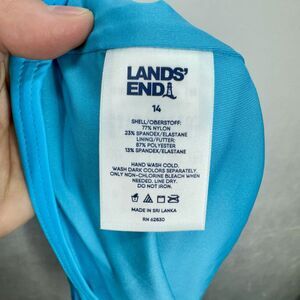 LANDS'
END
14
SHELL/OBERSTOFF:
77% NYLON
23% SPANDEX/ELASTANE
LINING/FUTTER:
87% POLYESTER
13% SPANDEX/ELASTANE
HAND WASH COLD.
WASH DARK COLORS SEPARATELY
ONLY NON-CHLORINE BLEACH WHEN
NEEDED. LINE DRY.
DO NOT IRON.
MADE IN SRI LANKA
RN 62830